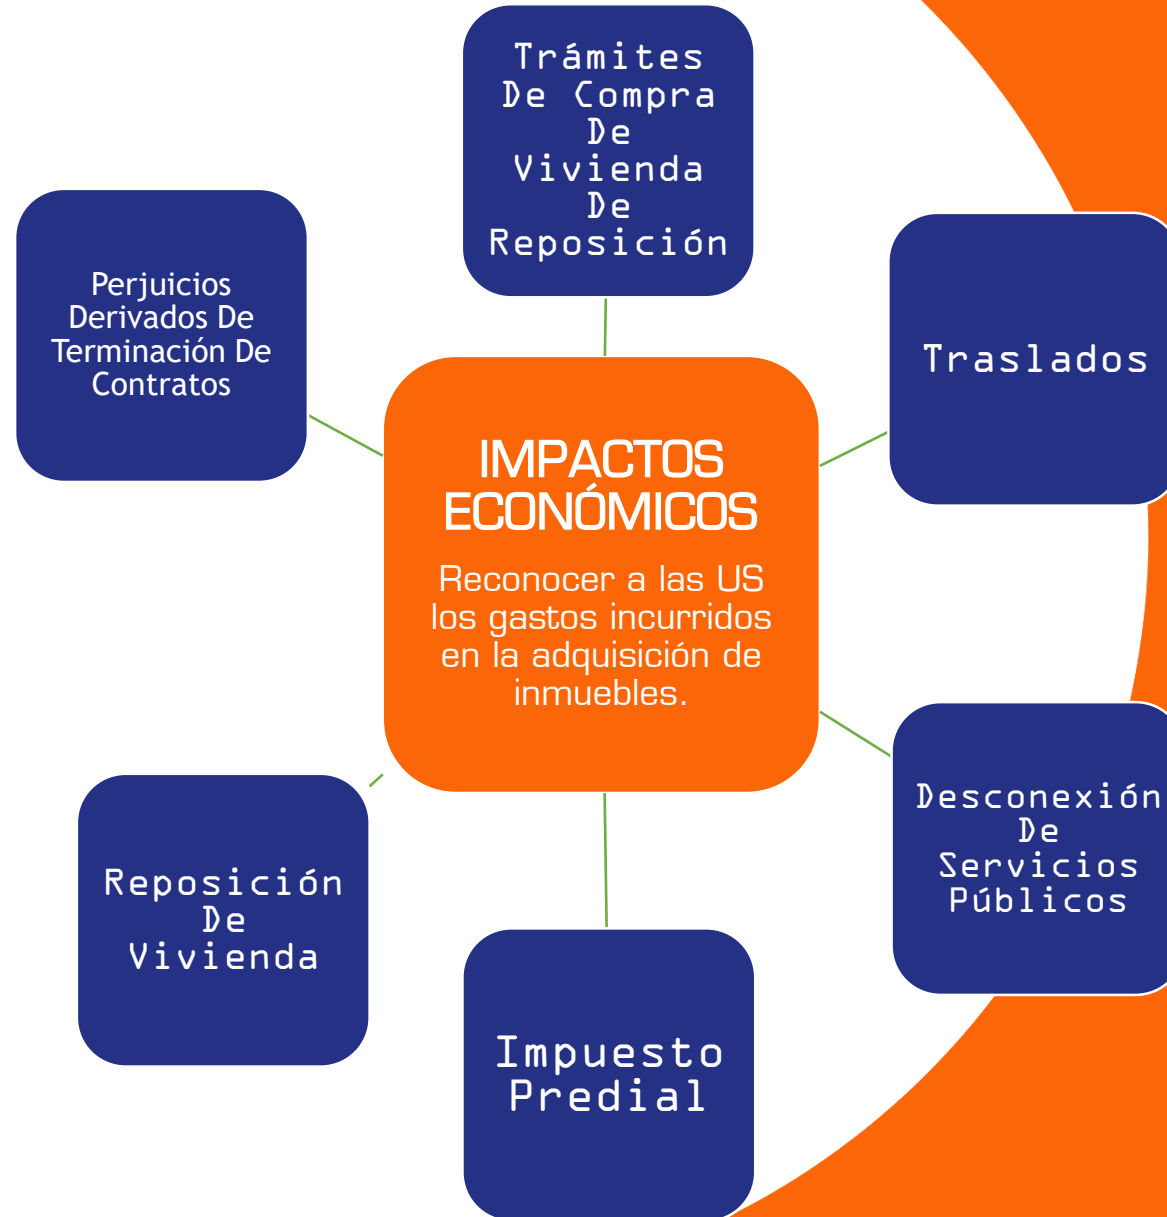 Trámites
De Compra
De
Vivienda
De
Reposición
Perjuicios
Derivados De
Terminación De
Contratos
Traslados
IMPACTOS
ECONÓMICOS
Reconocer a las US
los gastos incurridos
en la adquisición de
inmuebles.
Desconexión
De
Servicios
Públicos
Reposición
De
Vivienda
Impuesto
Predial